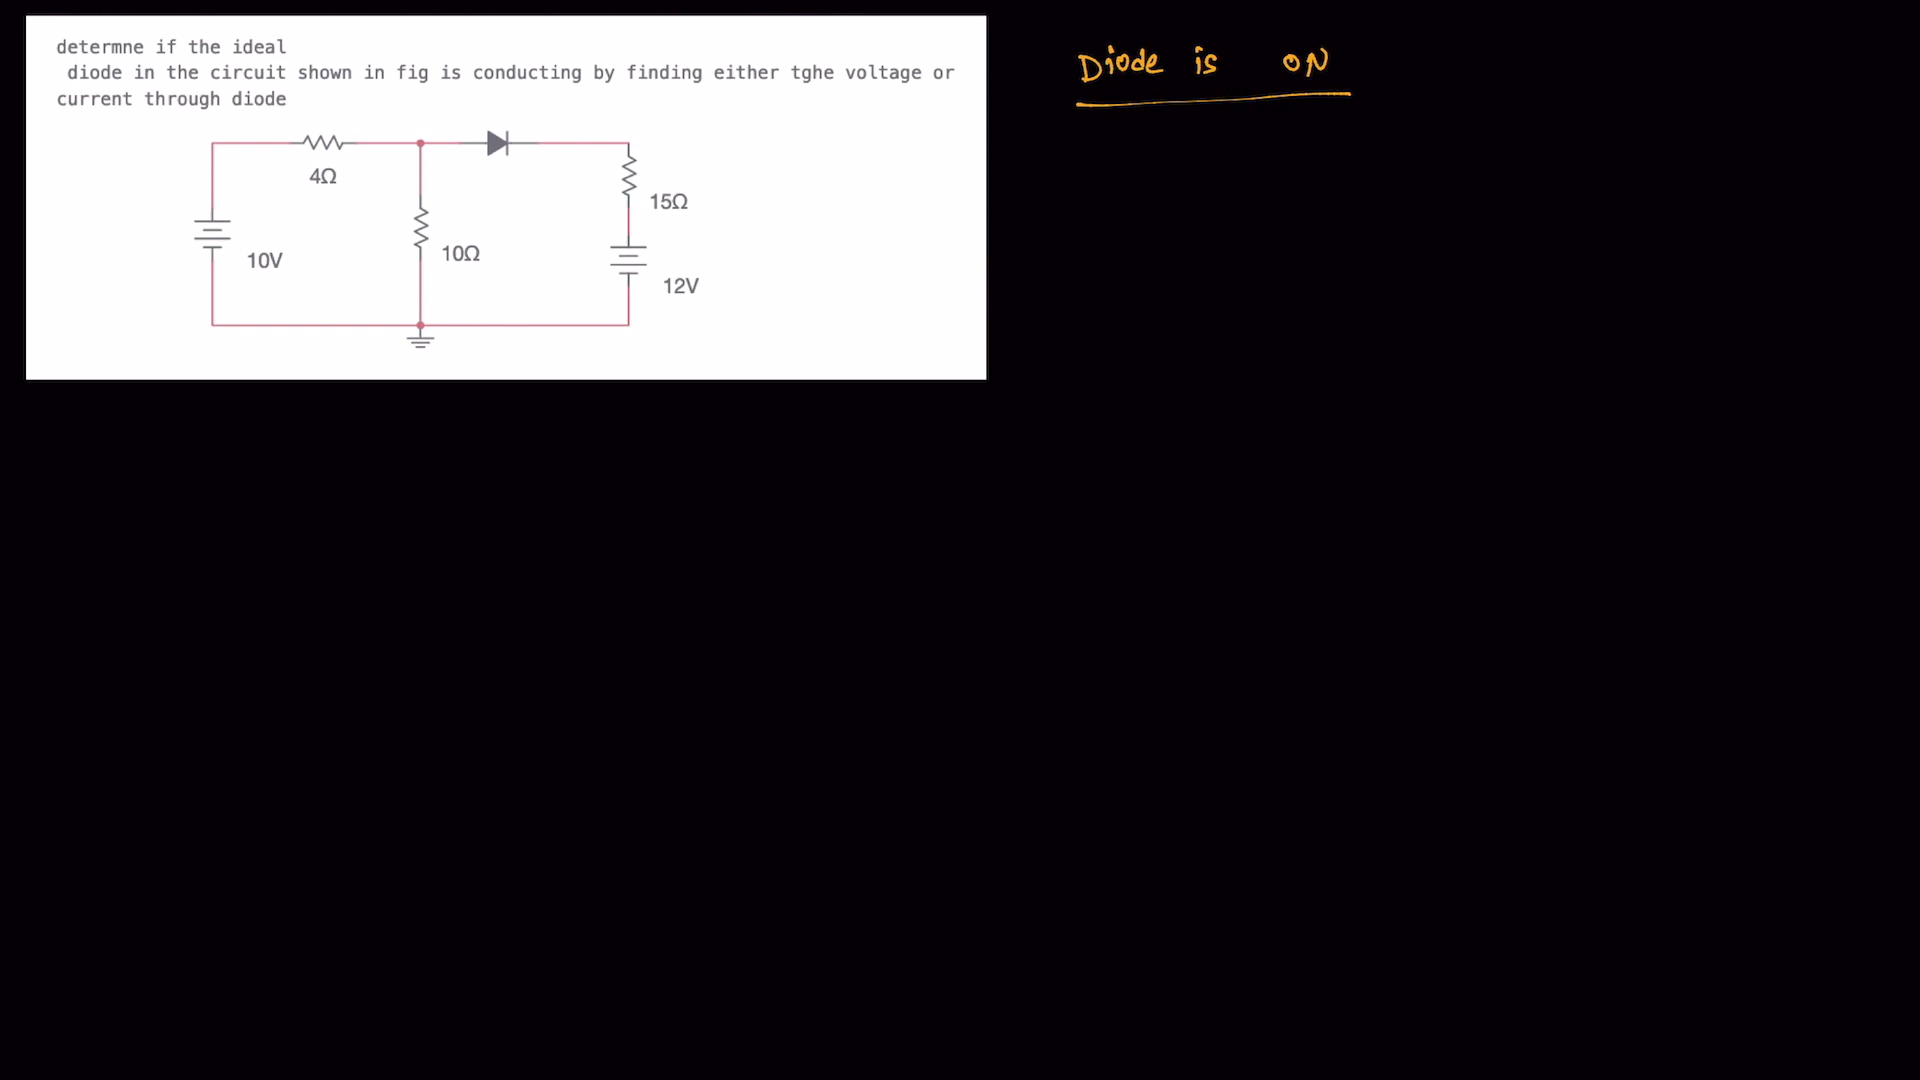 determne if the ideal
diode in the circuit shown in fig is conducting by finding either tghe voltage or
current through diode
Diode is ON
4Ω
15Ω
10Ω
10V
12V